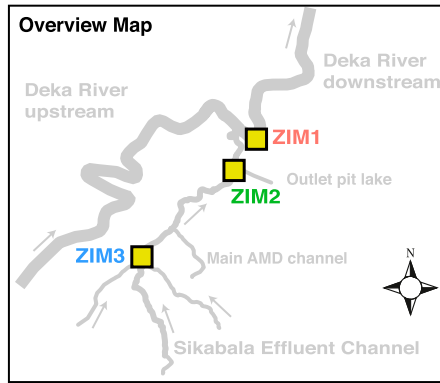 Overview Map
Deka River
upstream
Deka River
downstream
ZIM1
Outlet pit lake
ZIM2
ZIM3
Main AMD channel
N
Sikabala Effluent Channel